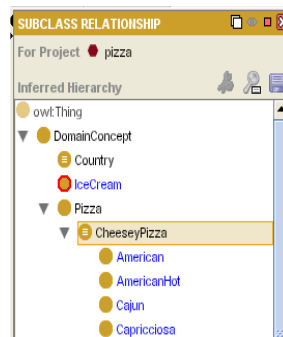 SUBCLASS RELATIONSHIP
For Project pizza
Inferred Hierarchy
owl:Thing
DomainConcept
Country
IceCream
Pizza
CheeseyPizza
American
AmericanHot
Cajun
Capricciosa